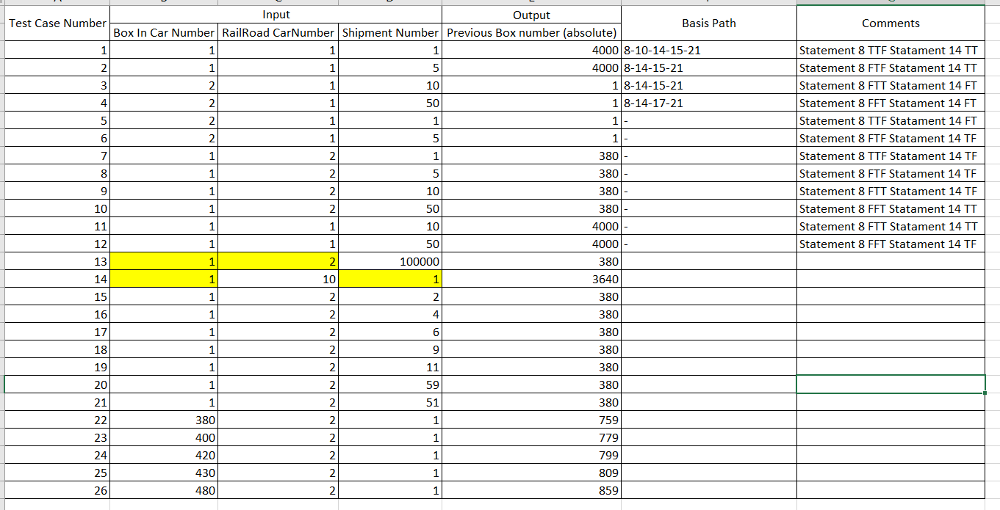 Input Output
Test Case Number Basis Path Comments
Box In Car Number RailRoad CarNumber Shipment Number Previous Box number (absolute)
1 1 1 1 4000 8-10-14-15-21 Statement 8 TTF Statament 14 TT
2 1 1 5 4000 8-14-15-21 Statement 8 FTF Statament 14 TT
3 2 1 10 1 8-14-15-21 Statement 8 FTT Statament 14 FT
4 2 1 50 1 8-14-17-21 Statement 8 FFT Statament 14 FT
5 2 1 1 1 - Statement 8 TTF Statament 14 FT
6 2 1 5 1 - Statement 8 FTF Statament 14 TF
7 1 2 1 380 - Statement 8 TTF Statament 14 TF
8 1 2 5 380 - Statement 8 FTF Statament 14 TF
9 1 2 10 380 - Statement 8 FTT Statament 14 TF
10 1 2 50 380 - Statement 8 FFT Statament 14 TT
11 1 1 10 4000 - Statement 8 FTT Statament 14 TT
12 1 1 50 4000 - Statement 8 FFT Statament 14 TF
13 1 2 100000 380
14 1 10 1 3640
15 1 2 2 380
16 1 2 4 380
17 1 2 6 380
18 1 2 9 380
19 1 2 11 380
20 1 2 59 380
21 1 2 51 380
22 380 2 1 759
23 400 2 1 779
24 420 2 1 799
25 430 2 1 809
26 480 2 1 859